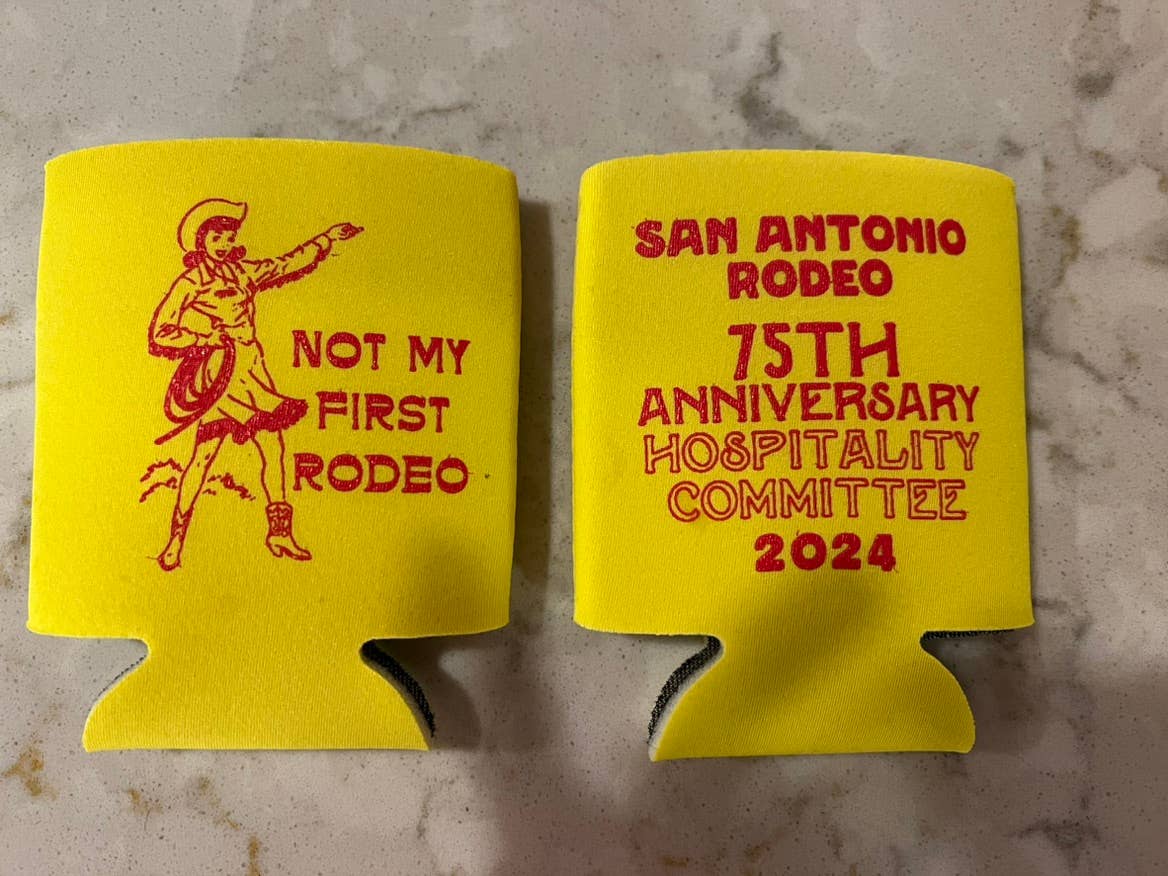 NOT MY
FIRST
RODEO
SAN ANTONIO
RODEO
75TH
ANNIVERSARY
HOSPITALITY
COMMITTEE
2024